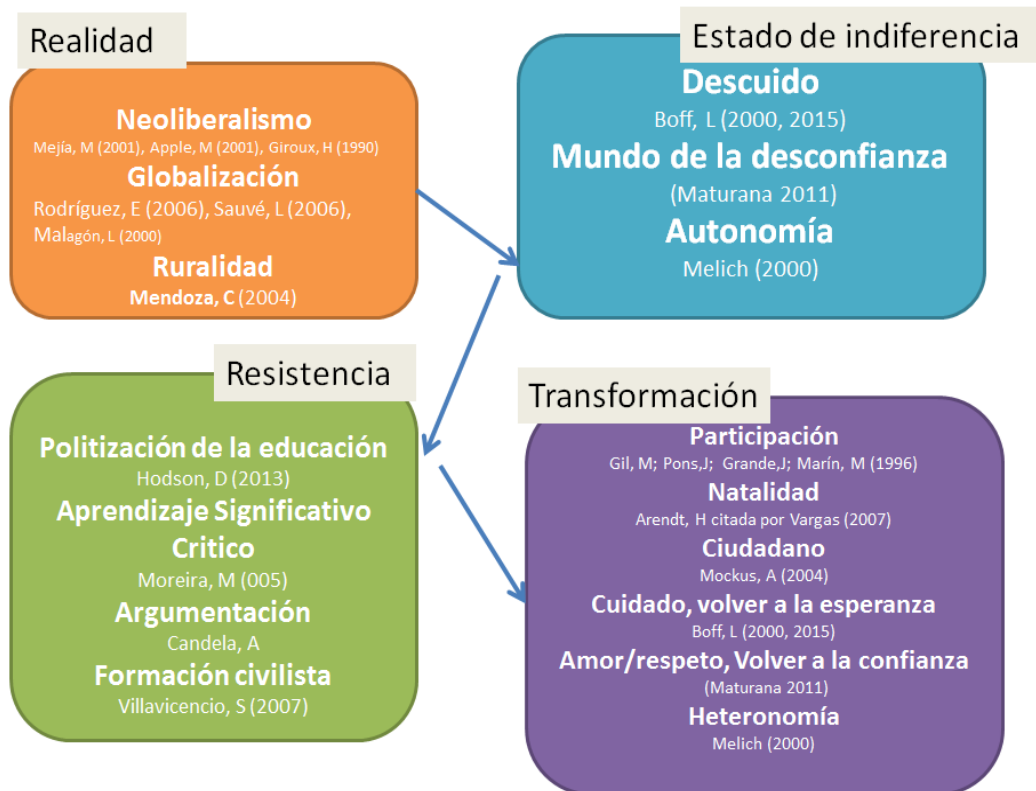 Realidad
Neoliberalismo
Mejía, M (2001), Apple, M (2001), Giroux, H (1990)
Globalización
Rodríguez, E (2006), Sauvé, L (2006),
Malagón, L (2000)
Ruralidad
Mendoza, C (2004)
Estado de indiferencia
Descuido
Boff, L (2000, 2015)
Mundo de la desconfianza
(Maturana 2011)
Autonomía
Melich (2000)
Resistencia
Politización de la educación
Hodson, D (2013)
Aprendizaje Significativo
Critico
Moreira, M (005)
Argumentación
Candela, A
Formación civilista
Villavicencio, S (2007)
Transformación
Participación
Gil, M; Pons,J; Grande,J; Marín, M (1996)
Natalidad
Arendt, H citada por Vargas (2007)
Ciudadano
Mockus, A (2004)
Cuidado, volver a la esperanza
Boff, L (2000, 2015)
Amor/respeto, Volver a la confianza
(Maturana 2011)
Heteronomía
Melich (2000)